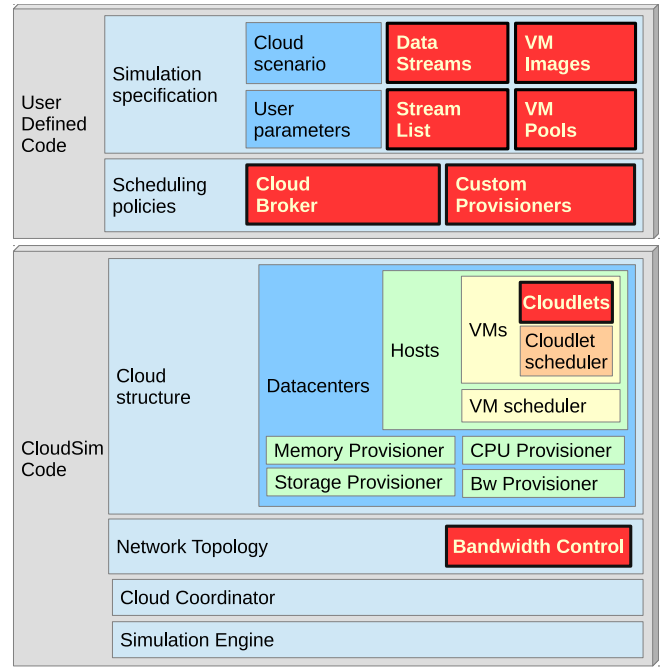 User
Defined
Code
Simulation
specification
Cloud
scenario
Data
Streams
VM
Images
User
parameters
Stream
List
VM
Pools
Scheduling
policies
Cloud
Broker
Custom
Provisioners
CloudSim
Code
Cloud
structure
Datacenters
Hosts
VMs
Cloudlets
Cloudlet
scheduler
VM scheduler
Memory Provisioner
CPU Provisioner
Storage Provisioner
Bw Provisioner
Network Topology
Bandwidth Control
Cloud Coordinator
Simulation Engine